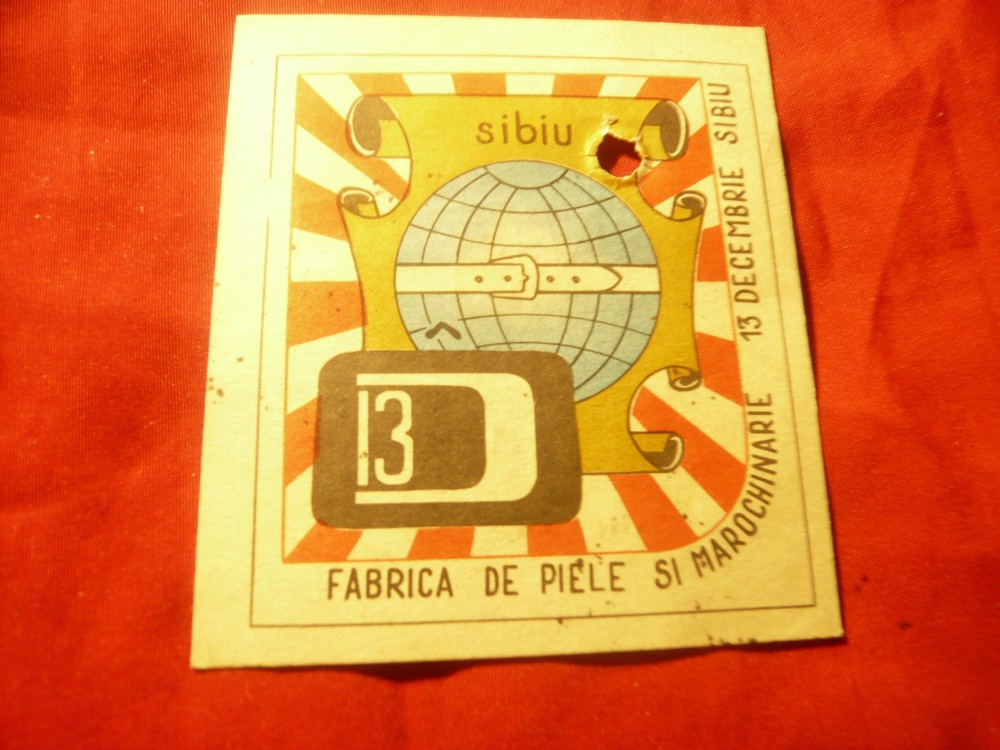 sibiu
13 D
FABRICA DE PIELE SI MAROCHINARIE 13 DECEMBRIE SIBIU